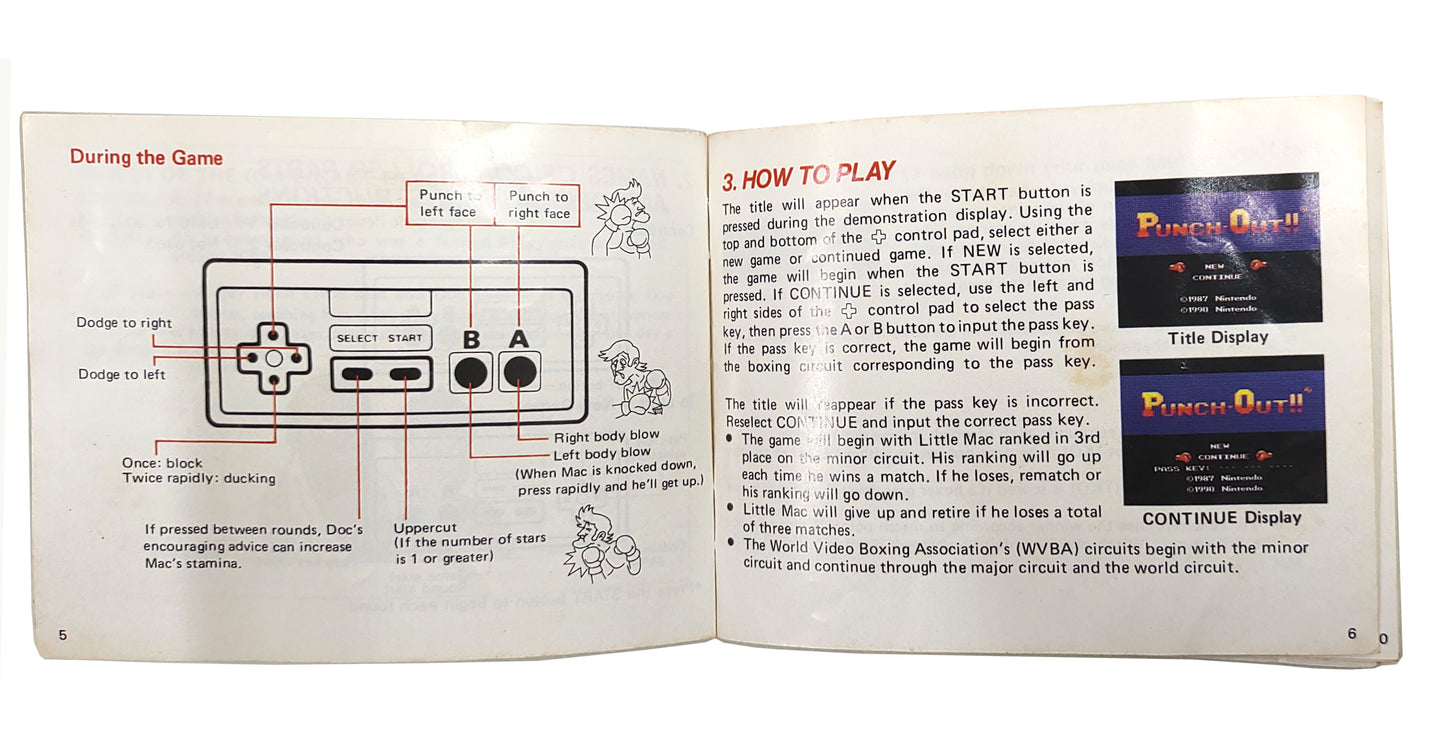 During the Game
Punch to
left face
Punch to
right face
Dodge to right
Dodge to left
SELECT START
B A
Once: block
Twice rapidly: ducking
Right body blow
Left body blow
(When Mac is knocked down,
press rapidly and he'll get up.)
If pressed between rounds, Doc's
encouraging advice can increase
Mac's stamina.
Uppercut
(If the number of stars
is 1 or greater)
5
3. HOW TO PLAY
The title will appear when the START button is
pressed during the demonstration display. Using the
top and bottom of the control pad, select either a
new game or continued game. If NEW is selected,
the game will begin when the START button is
pressed. If CONTINUE is selected, use the left and
right sides of the control pad to select the pass
key, then press the A or B button to input the pass key.
If the pass key is correct, the game will begin from
the boxing circuit corresponding to the pass key.
The title will reappear if the pass key is incorrect.
Reselect CONTINUE and input the correct pass key.
• The game will begin with Little Mac ranked in 3rd
place on the minor circuit. His ranking will go up
each time he wins a match. If he loses, rematch or
his ranking will go down.
• Little Mac will give up and retire if he loses a total
of three matches.
• The World Video Boxing Association's (WVBA) circuits begin with the minor
circuit and continue through the major circuit and the world circuit.
PUNCH-OUT!!
NEW
CONTINUE
©1987 Nintendo
©1990 Nintendo
Title Display
PUNCH-OUT!!
NEW
CONTINUE
PASS KEY:
©1987 Nintendo
©1990 Nintendo
CONTINUE Display
6
0